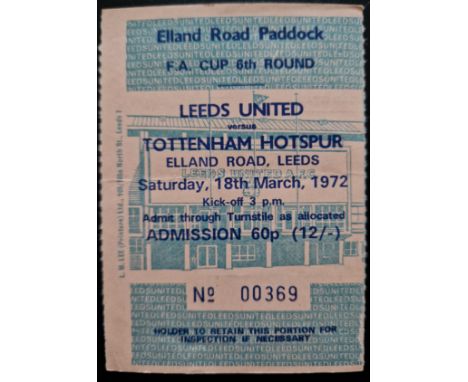 Elland Road Paddock
F.A. CUP 6th ROUND
LEEDS UNITED
versus
TOTTENHAM HOTSPUR
ELLAND ROAD, LEEDS
LEEDS UNITED A.F.C.
Saturday, 18th March, 1972
Kick-off 3 p.m.
Admit through Turnstile as allocated
ADMISSION 60p (12/-)
No 00369
HOLDER TO RETAIN THIS PORTION FOR
INSPECTION IF NECESSARY